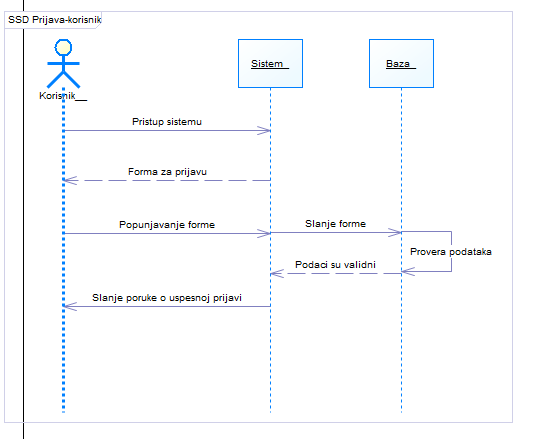 SSD Prijava-korisnik
Sistem_
Baza_
Korisnik__
Pristup sistemu
Forma za prijavu
Popunjavanje forme
Slanje forme
Provera podataka
Podaci su validni
Slanje poruke o uspesnoj prijavi